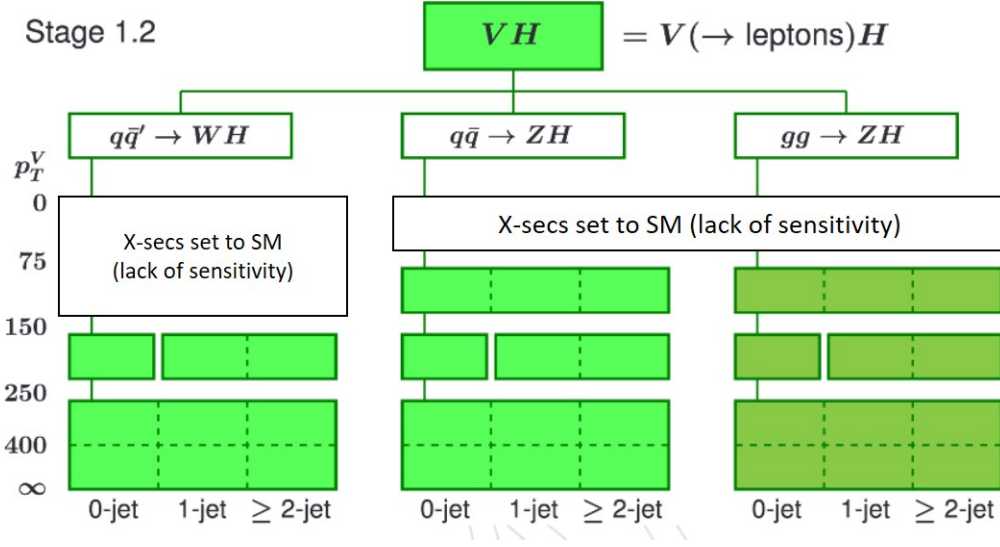 Stage 1.2
VH
= V(→ leptons)H
qq̄′ → WH
qq̄ → ZH
gg → ZH
p_T^V
0
X-secs set to SM
(lack of sensitivity)
X-secs set to SM (lack of sensitivity)
75
150
250
400
∞
0-jet 1-jet ≥ 2-jet
0-jet 1-jet ≥ 2-jet
0-jet 1-jet ≥ 2-jet